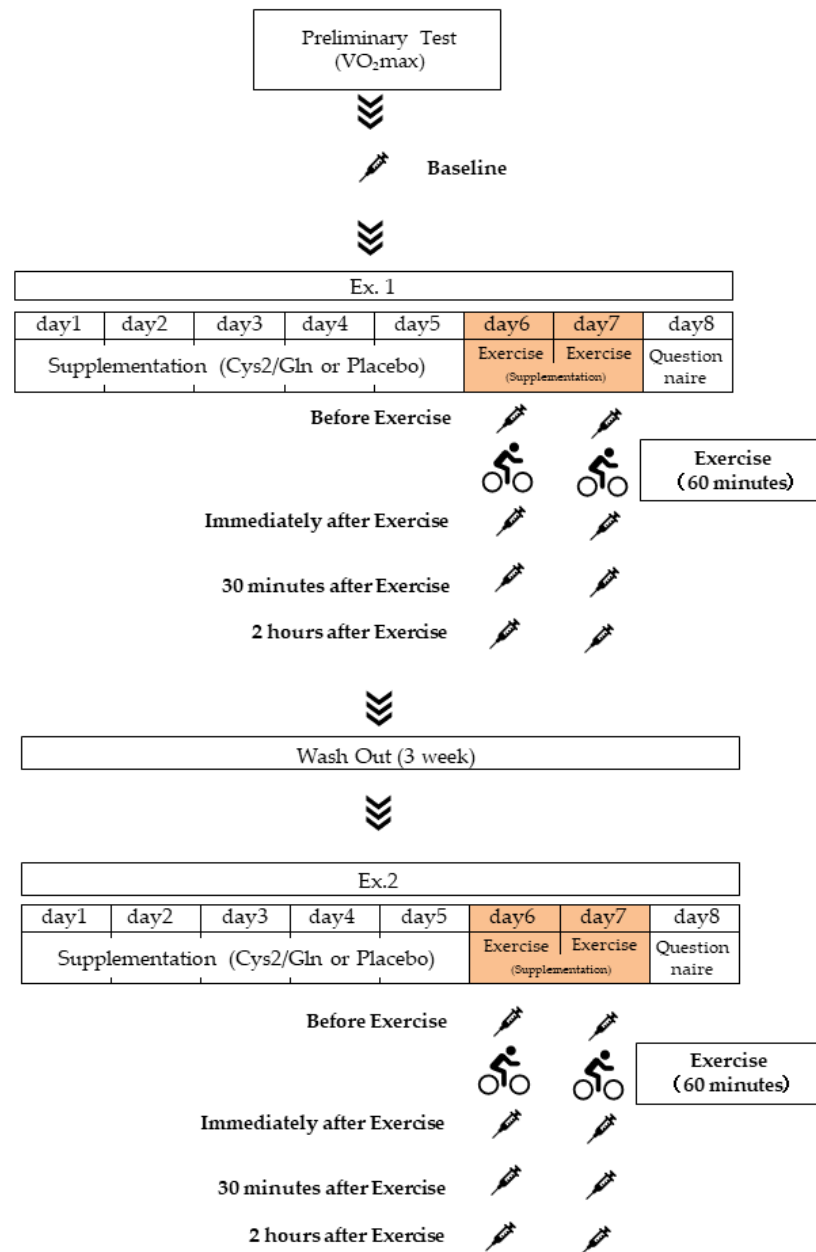 Preliminary Test
(VO₂max)
Baseline
Ex. 1
day1 day2 day3 day4 day5 day6 day7 day8
Supplementation (Cys2/Gln or Placebo) Exercise Exercise Question
(Supplementation) naire
Before Exercise
Exercise
(60 minutes)
Immediately after Exercise
30 minutes after Exercise
2 hours after Exercise
Wash Out (3 week)
Ex.2
day1 day2 day3 day4 day5 day6 day7 day8
Supplementation (Cys2/Gln or Placebo) Exercise Exercise Question
(Supplementation) naire
Before Exercise
Exercise
(60 minutes)
Immediately after Exercise
30 minutes after Exercise
2 hours after Exercise